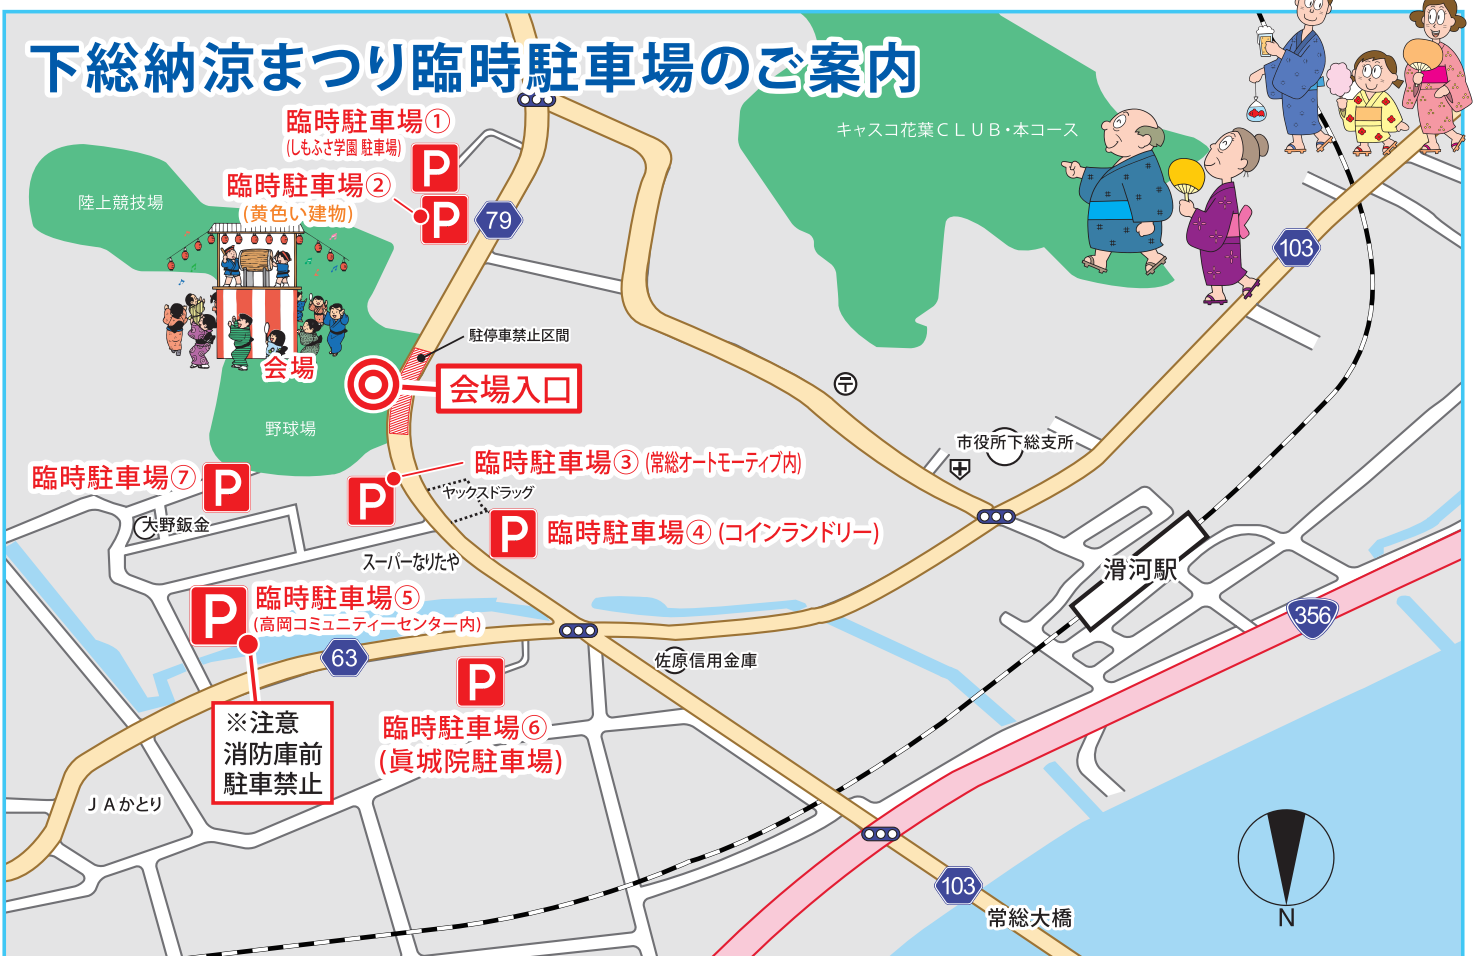 下総納涼まつり臨時駐車場のご案内
臨時駐車場①
(しもふさ学園 駐車場)
P
臨時駐車場②
(黄色い建物)
P
79
キャスコ花葉CLUB・本コース
陸上競技場
103
駐停車禁止区間
会場
会場入口
〒
野球場
市役所下総支所
臨時駐車場③(常総オートモーティブ内)
P
臨時駐車場⑦
P
ヤックスドラッグ
大野鈑金
P
臨時駐車場④(コインランドリー)
スーパーなりたや
滑河駅
P
臨時駐車場⑤
(高岡コミュニティーセンター内)
356
63
佐原信用金庫
P
臨時駐車場⑥
(眞城院駐車場)
※注意
消防庫前
駐車禁止
JAかとり
103
常総大橋
N